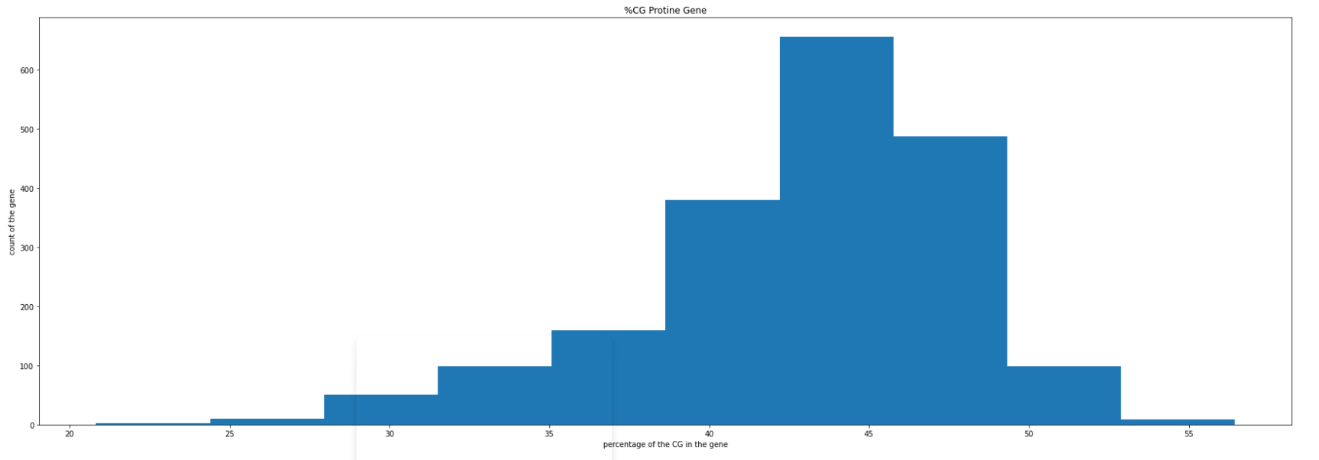 %CG Protine Gene
600
500
400
300
200
100
0
count of the gene
20 25 30 35 40 45 50 55
percentage of the CG in the gene